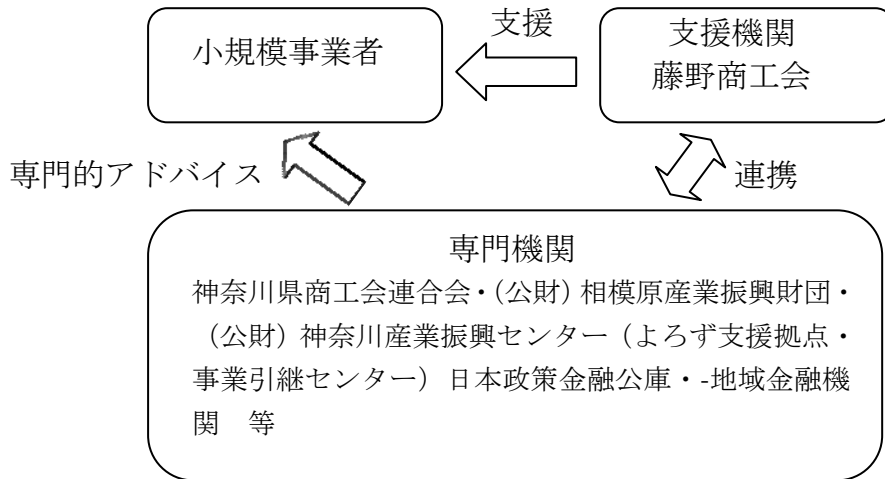 支援
小規模事業者
支援機関
藤野商工会
専門的アドバイス
連携
専門機関
神奈川県商工会連合会・(公財) 相模原産業振興財団・
(公財) 神奈川産業振興センター（よろず支援拠点・
事業引継センター）日本政策金融公庫・-地域金融機
関　等